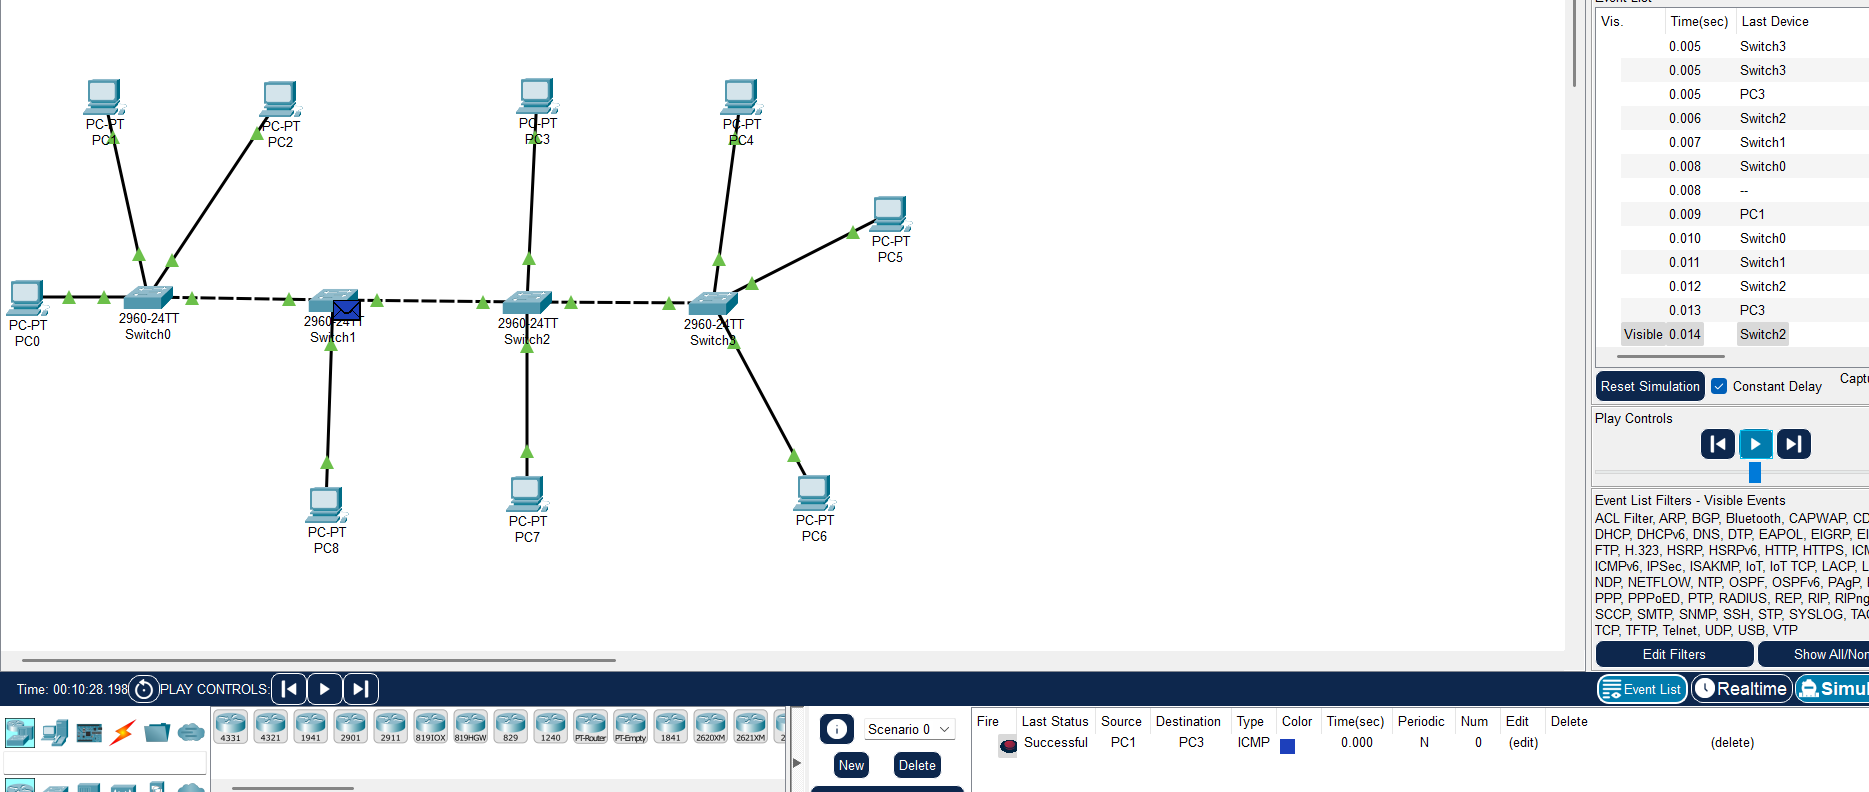 Event List
Vis. Time(sec) Last Device
0.005 Switch3
0.005 Switch3
0.005 PC3
0.006 Switch2
0.007 Switch1
0.008 Switch0
0.008 --
0.009 PC1
0.010 Switch0
0.011 Switch1
0.012 Switch2
0.013 PC3
Visible 0.014 Switch2
Reset Simulation Constant Delay Captu
Play Controls
Event List Filters - Visible Events
ACL Filter, ARP, BGP, Bluetooth, CAPWAP, CD
DHCP, DHCPv6, DNS, DTP, EAPOL, EIGRP, EI
FTP, H.323, HSRP, HSRPv6, HTTP, HTTPS, ICM
ICMPv6, IPSec, ISAKMP, IoT, IoT TCP, LACP, L
NDP, NETFLOW, NTP, OSPF, OSPFv6, PAgP,
PPP, PPPoED, PTP, RADIUS, REP, RIP, RIPng
SCCP, SMTP, SNMP, SSH, STP, SYSLOG, TAC
TCP, TFTP, Telnet, UDP, USB, VTP
Edit Filters Show All/Non
Event List Realtime Simul
PC-PT
PC1
PC-PT
PC2
PC-PT
PC3
PC-PT
PC4
PC-PT
PC5
PC-PT
PC0
2960-24TT
Switch0
2960-24TT
Switch1
2960-24TT
Switch2
2960-24TT
Switch3
PC-PT
PC8
PC-PT
PC7
PC-PT
PC6
Time: 00:10:28.198 PLAY CONTROLS:
4331 4321 1941 2901 2911 819IOX 819HGW 829 1240 PT-Router PT-Empty 1841 2620XM 2621XM 2
Scenario 0
New Delete
Fire Last Status Source Destination Type Color Time(sec) Periodic Num Edit Delete
Successful PC1 PC3 ICMP 0.000 N 0 (edit) (delete)